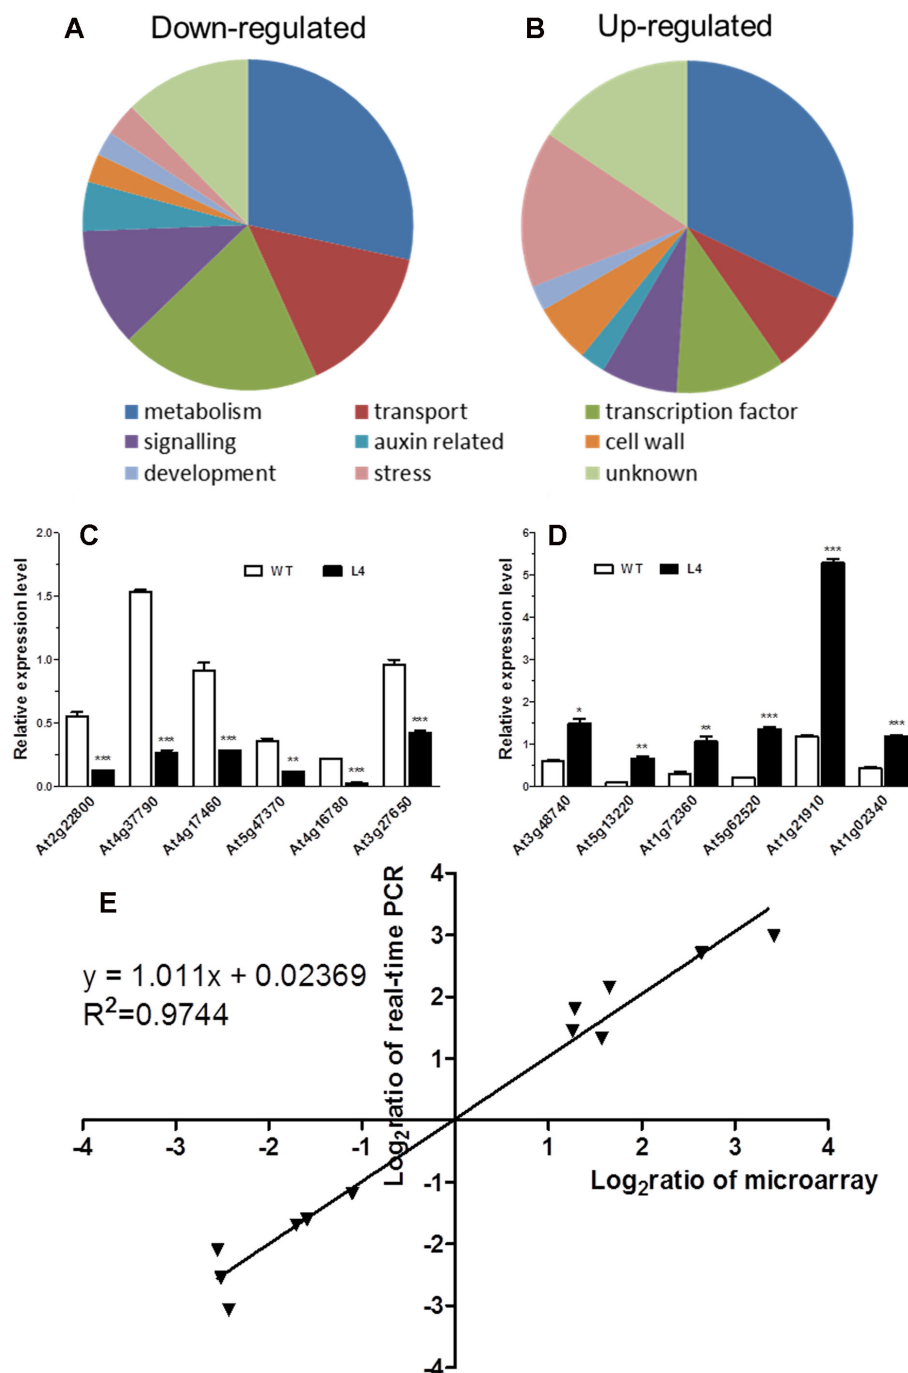 A Down-regulated
B Up-regulated
metabolism transport transcription factor
signalling auxin related cell wall
development stress unknown
C
Relative expression level
2.0
1.5
1.0
0.5
0.0
WT L4
*** *** *** ** *** ***
At2g22800 At4g37790 At4g17460 At5g47370 At4g16780 At3g27650
D
Relative expression level
6
5
4
3
2
1
0
WT L4
* ** ** *** *** ***
At3g48740 At5g13220 At1g72360 At5g62520 At1g21910 At1g02340
E
y = 1.011x + 0.02369
R²=0.9744
Log₂ratio of real-time PCR
4
3
2
1
-4 -3 -2 -1 1 2 3 4
Log₂ratio of microarray
-1
-2
-3
-4